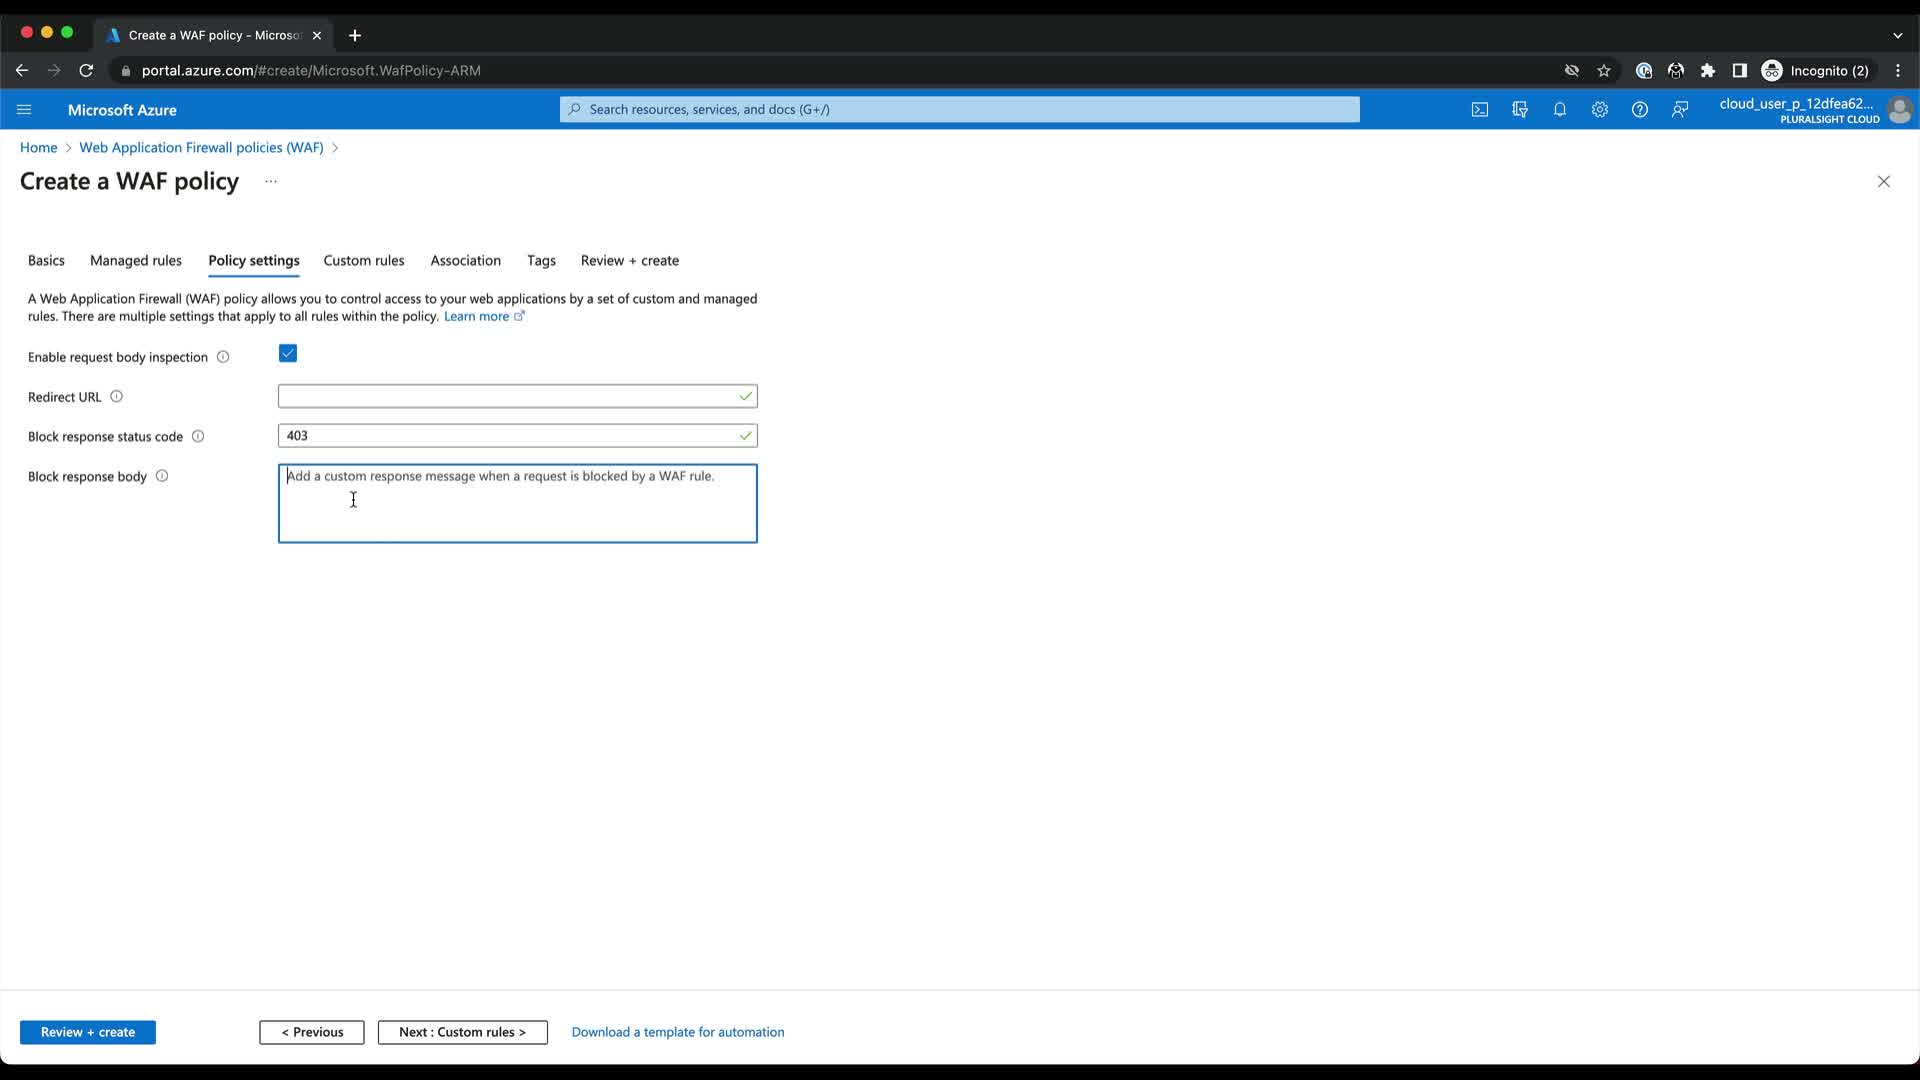 Create a WAF policy - Microso
portal.azure.com/#create/Microsoft.WafPolicy-ARM
Incognito (2)
Microsoft Azure
Search resources, services, and docs (G+/)
cloud_user_p_12dfea62...
PLURALSIGHT CLOUD
Home > Web Application Firewall policies (WAF) >
Create a WAF policy ...
Basics Managed rules Policy settings Custom rules Association Tags Review + create
A Web Application Firewall (WAF) policy allows you to control access to your web applications by a set of custom and managed
rules. There are multiple settings that apply to all rules within the policy. Learn more
Enable request body inspection
Redirect URL
Block response status code
403
Block response body
Add a custom response message when a request is blocked by a WAF rule.
Review + create
< Previous
Next : Custom rules >
Download a template for automation